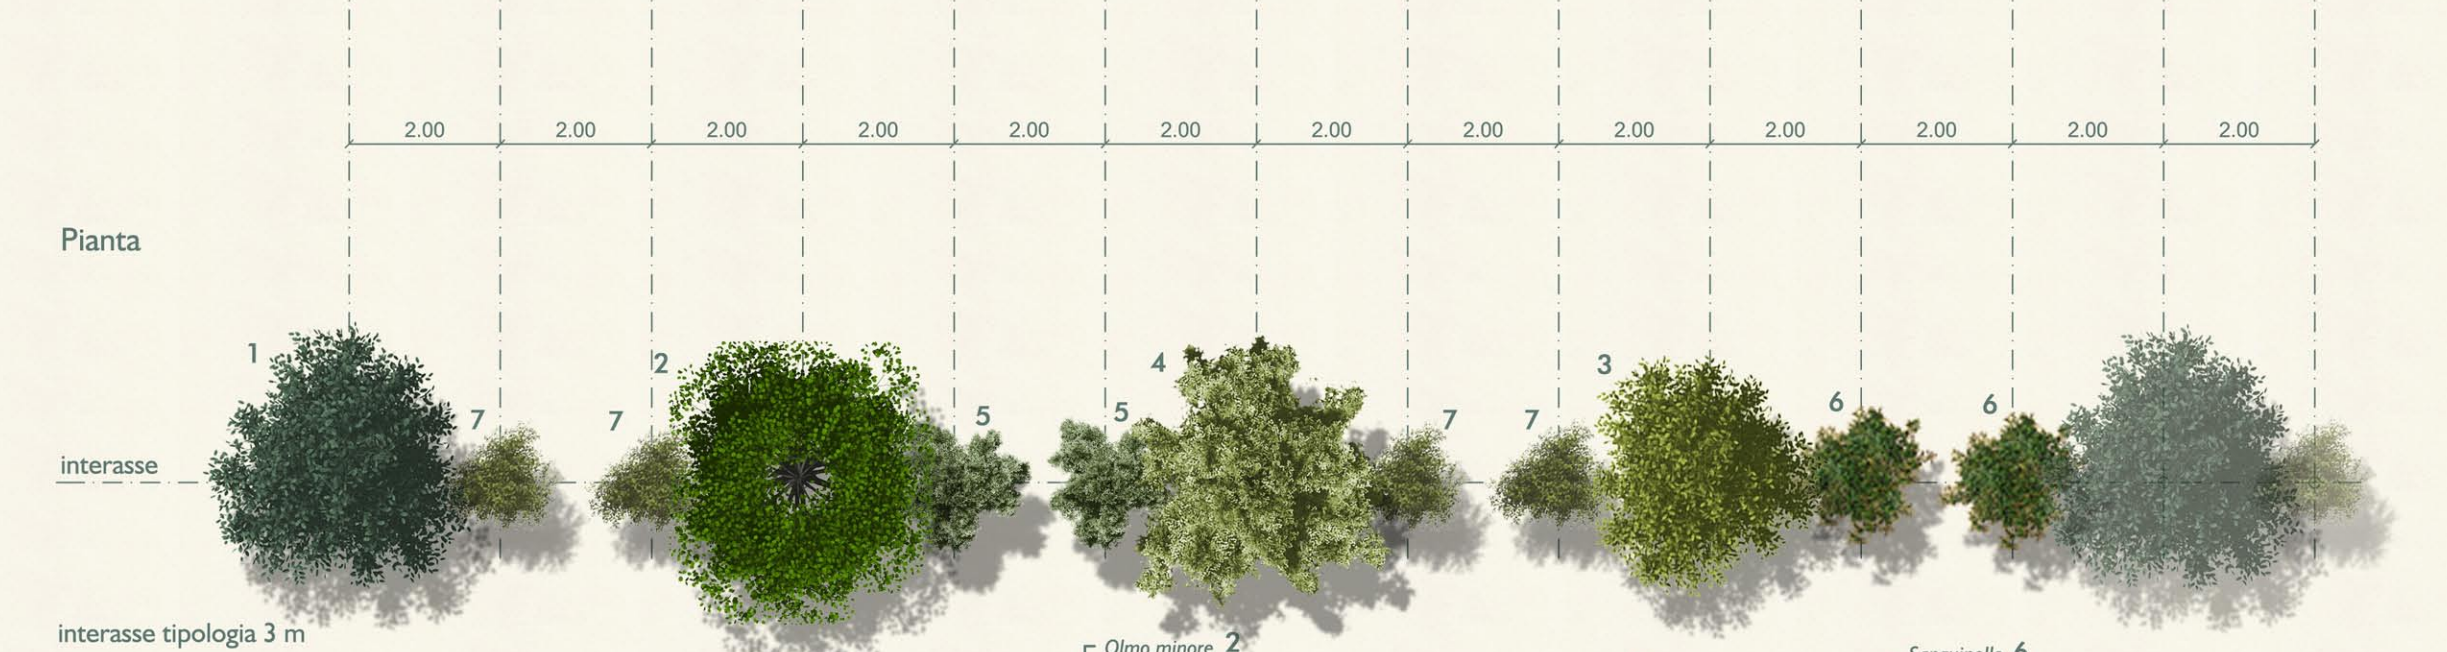 2.00 2.00 2.00 2.00 2.00 2.00 2.00 2.00 2.00 2.00 2.00 2.00 2.00
Pianta
1 2 4 3
7 7 5 5 7 7 6 6
interasse
interasse tipologia 3 m
Olmo minore 2
Sanguinello 6